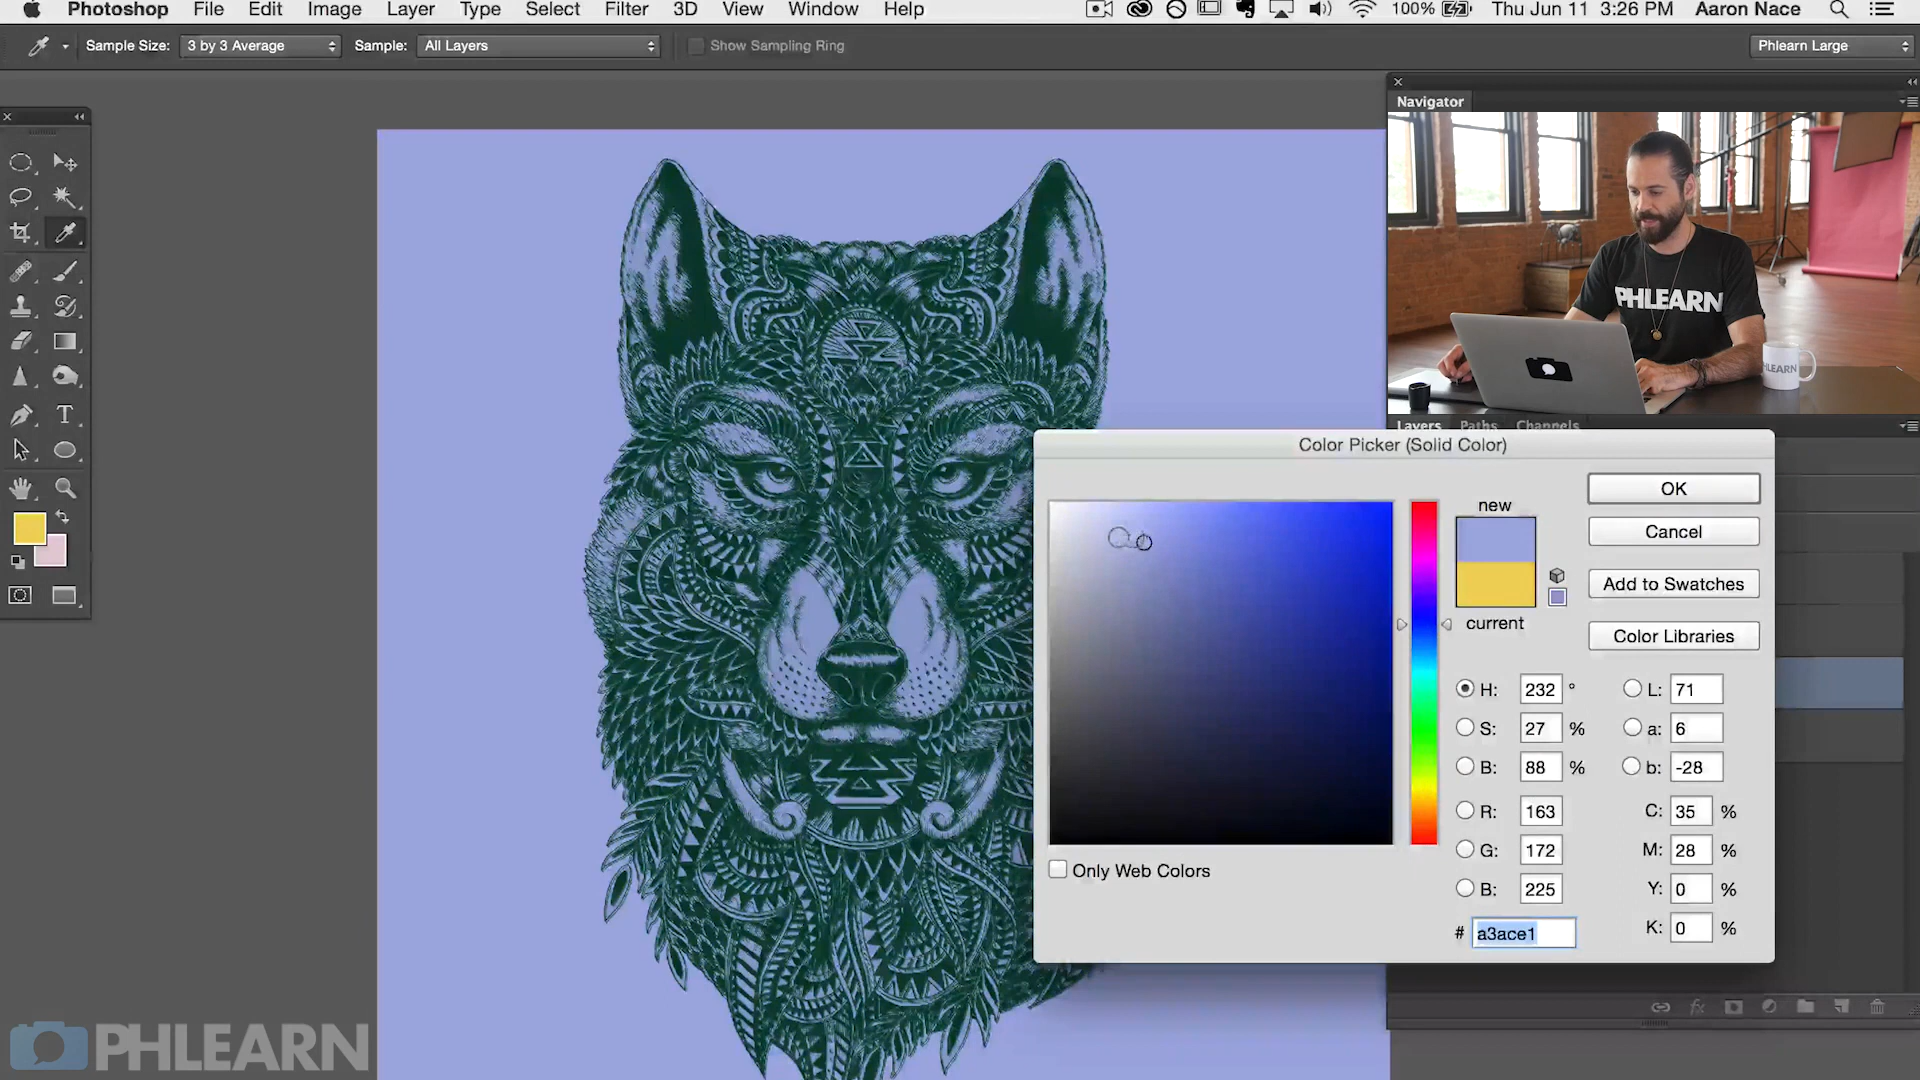 Photoshop File Edit Image Layer Type Select Filter 3D View Window Help 100% Thu Jun 11 3:26 PM Aaron Nace
Sample Size: 3 by 3 Average Sample: All Layers Show Sampling Ring Phlearn Large
Navigator
PHLEARN
HLEARN
Layers Paths Channels
Color Picker (Solid Color)
new
OK
Cancel
Add to Swatches
current
Color Libraries
H: 232 ° L: 71
S: 27 % a: 6
B: 88 % b: -28
R: 163 C: 35 %
G: 172 M: 28 %
B: 225 Y: 0 %
# a3ace1 K: 0 %
Only Web Colors
T
PHLEARN